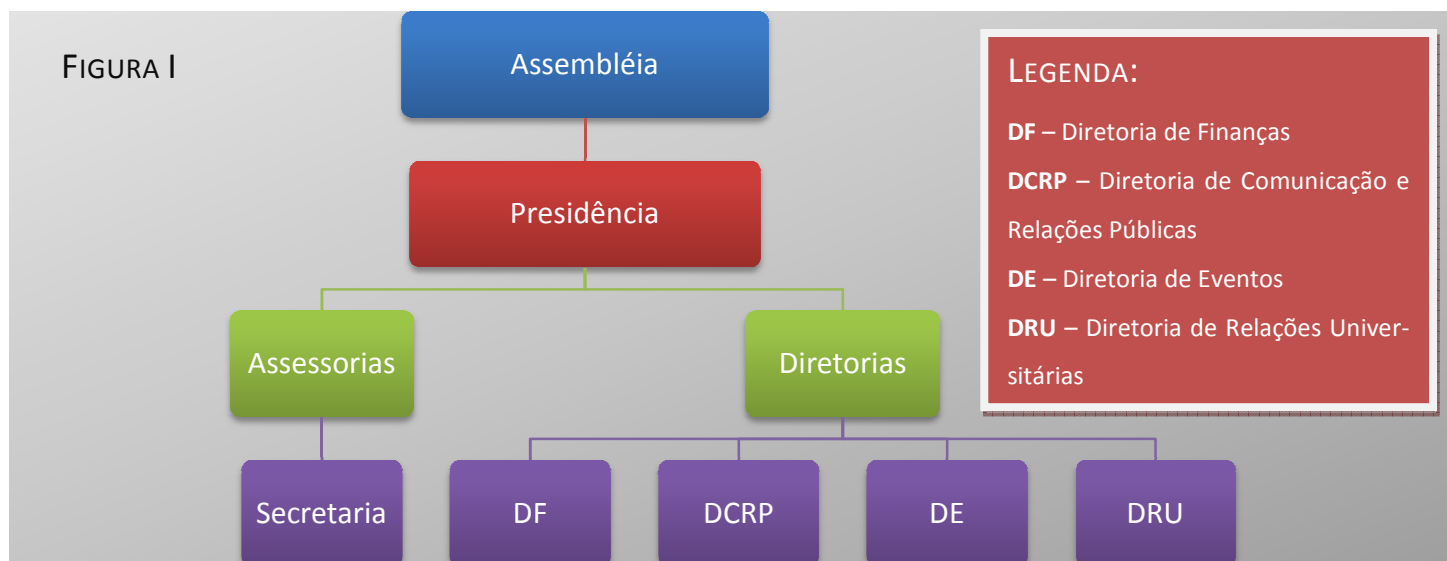 FIGURA I
Assembléia
Presidência
Assessorias
Diretorias
Secretaria
DF
DCRP
DE
DRU
LEGENDA:
DF – Diretoria de Finanças
DCRP – Diretoria de Comunicação e
Relações Públicas
DE – Diretoria de Eventos
DRU – Diretoria de Relações Univer-
sitárias